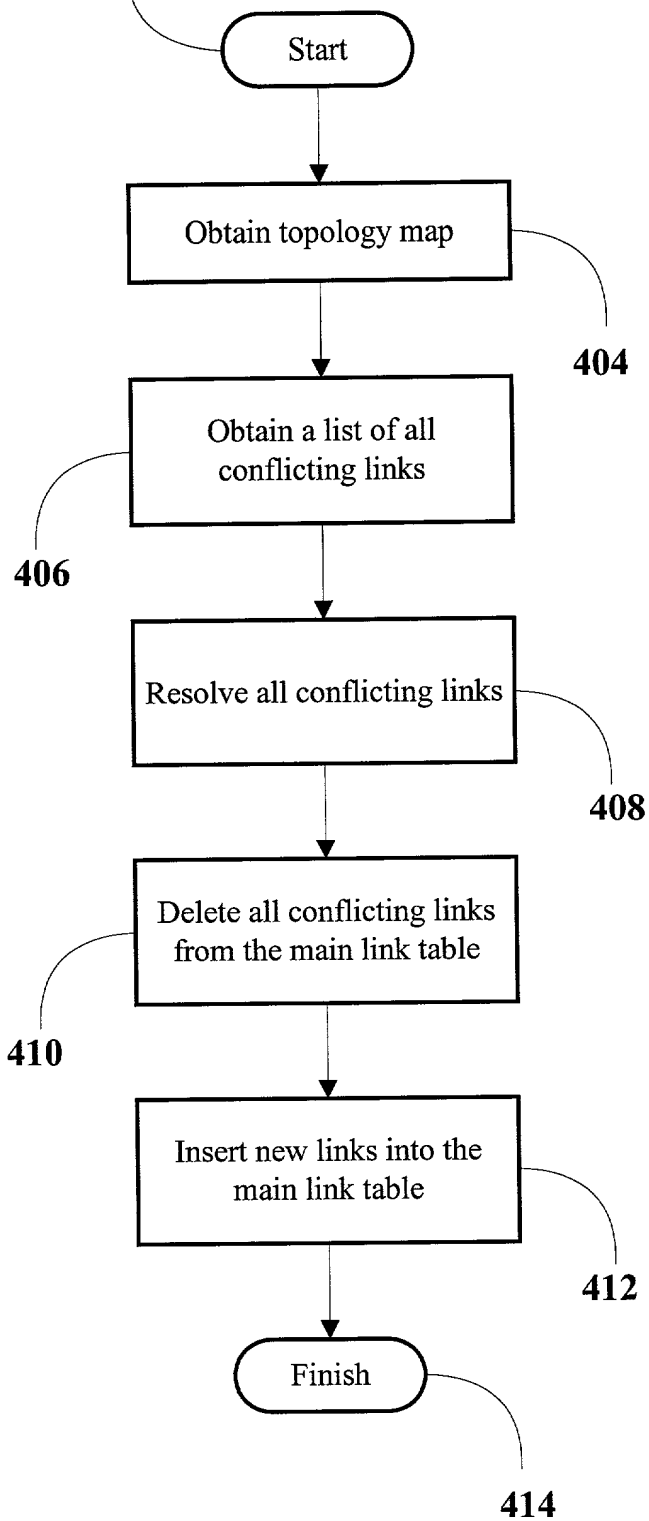 Start
Obtain topology map
404
Obtain a list of all
conflicting links
406
Resolve all conflicting links
408
Delete all conflicting links
from the main link table
410
Insert new links into the
main link table
412
Finish
414